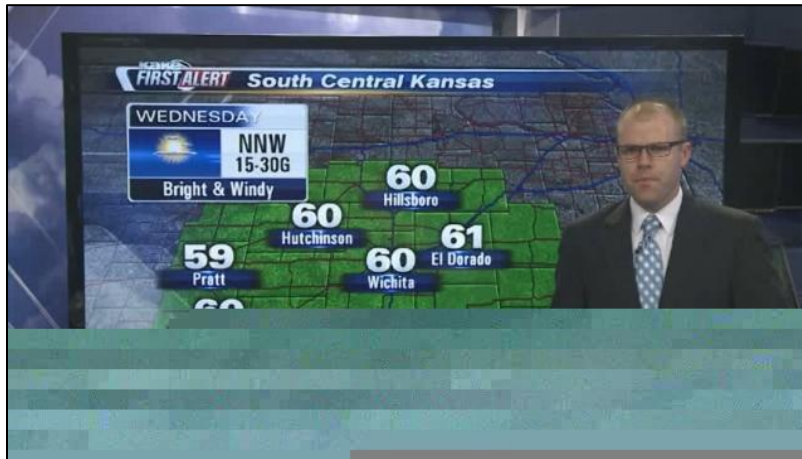 KAKE
FIRST ALERT South Central Kansas
WEDNESDAY
NNW
15-30G
Bright & Windy
60
Hillsboro
60
Hutchinson
61
El Dorado
59
Pratt
60
Wichita